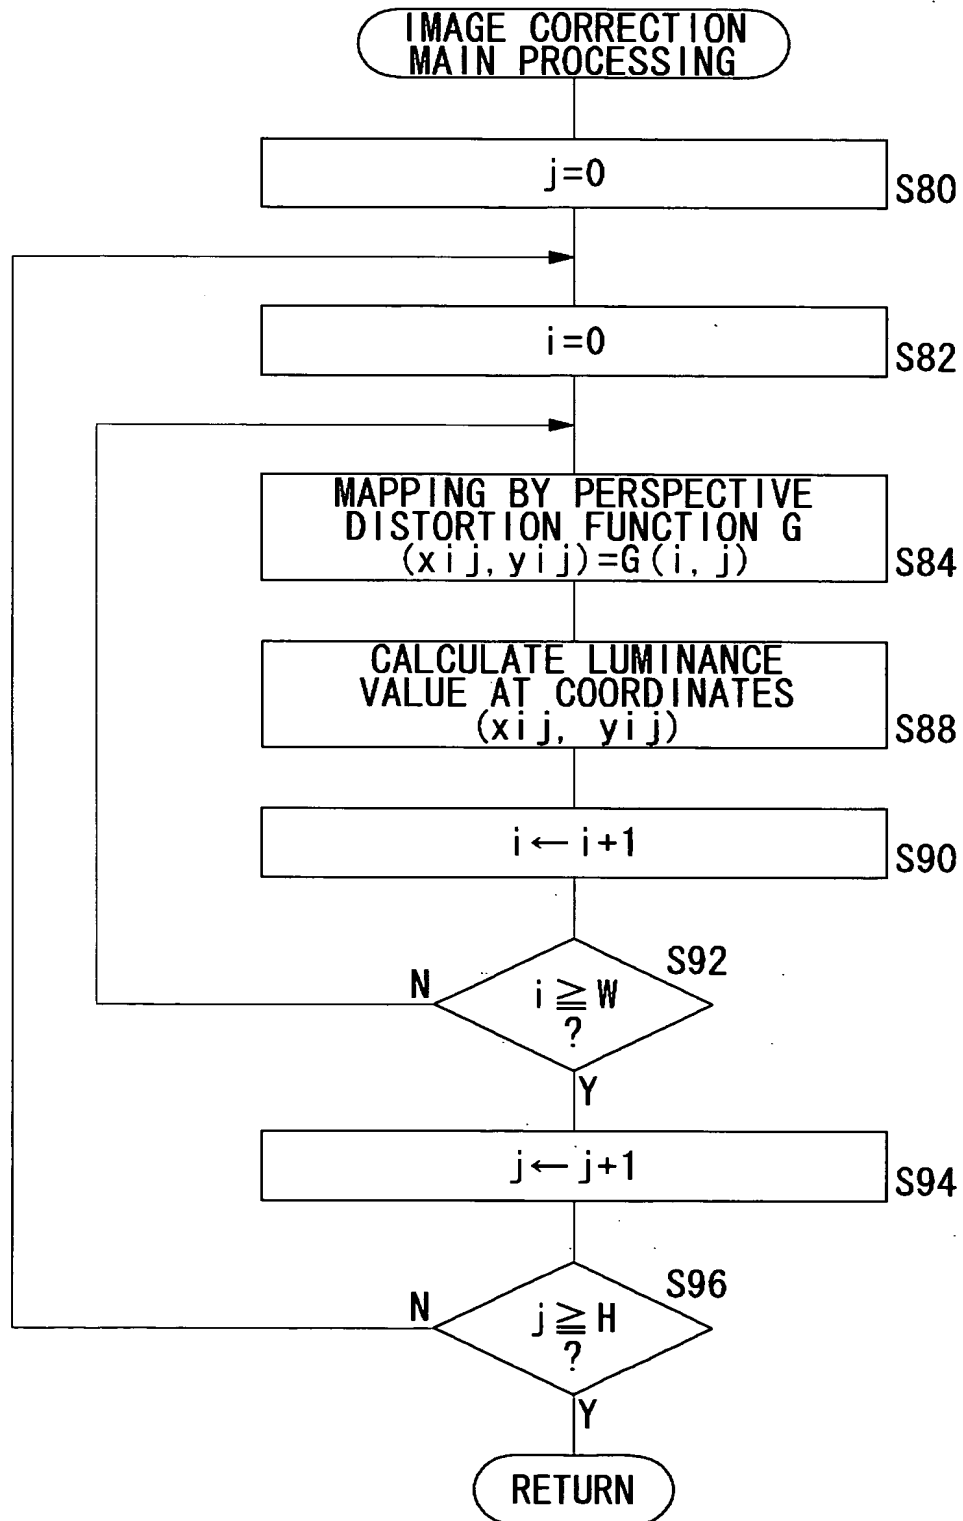 IMAGE CORRECTION
MAIN PROCESSING
j=0
S80
i=0
S82
MAPPING BY PERSPECTIVE
DISTORTION FUNCTION G
(xij,yij)=G(i, j)
S84
CALCULATE LUMINANCE
VALUE AT COORDINATES
(xij, yij)
S88
i←i+1
S90
S92
N
i≧W
?
Y
j←j+1
S94
S96
N
j≧H
?
Y
RETURN